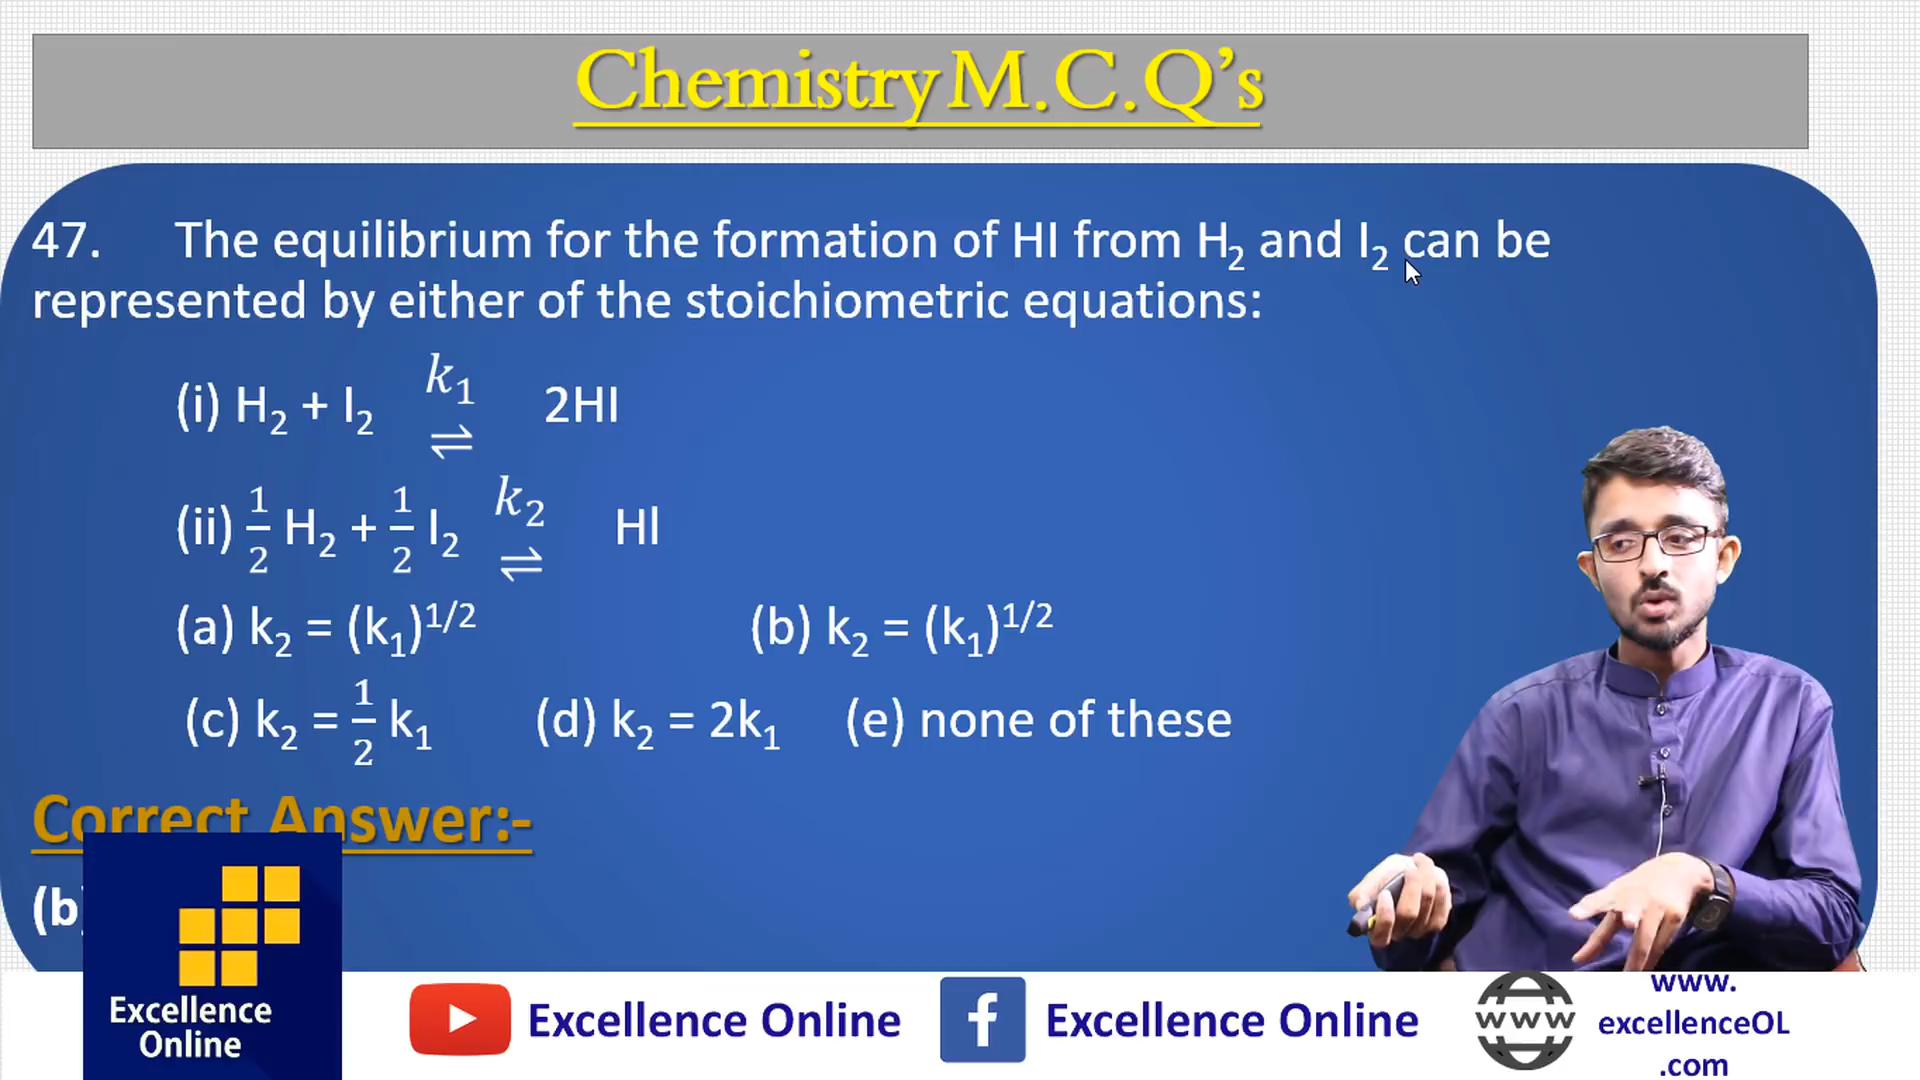 Chemistry M.C.Q's
47. The equilibrium for the formation of HI from H₂ and I₂ can be
represented by either of the stoichiometric equations:
(i) H₂ + I₂ k₁ ⇌ 2HI
(ii) 1/2 H₂ + 1/2 I₂ k₂ ⇌ Hl
(a) k₂ = (k₁)^1/2 (b) k₂ = (k₁)^1/2
(c) k₂ = 1/2 k₁ (d) k₂ = 2k₁ (e) none of these
Correct Answer:-
(b)
Excellence
Online
Excellence Online
Excellence Online
www
www.
excellenceOL
.com